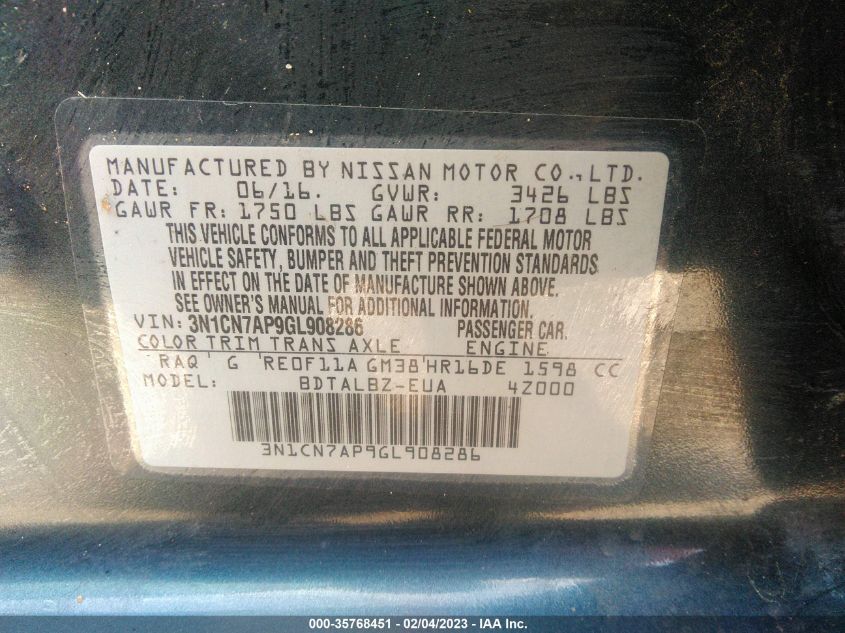 MANUFACTURED BY NISSAN MOTOR CO., LTD.
DATE: 06/16. GVWR: 3426 LBS
GAWR FR: 1750 LBS GAWR RR: 1708 LBS
THIS VEHICLE CONFORMS TO ALL APPLICABLE FEDERAL MOTOR
VEHICLE SAFETY, BUMPER AND THEFT PREVENTION STANDARDS
IN EFFECT ON THE DATE OF MANUFACTURE SHOWN ABOVE.
SEE OWNER'S MANUAL FOR ADDITIONAL INFORMATION.
VIN: 3N1CN7AP9GL908286 PASSENGER CAR.
COLOR TRIM TRANS AXLE ENGINE
RAQ G RE0F11A GM38 HR16DE 1598 CC
MODEL: BDTALBZ-EUA 4Z000
3N1CN7AP9GL908286
000-35768451 - 02/04/2023 - IAA Inc.